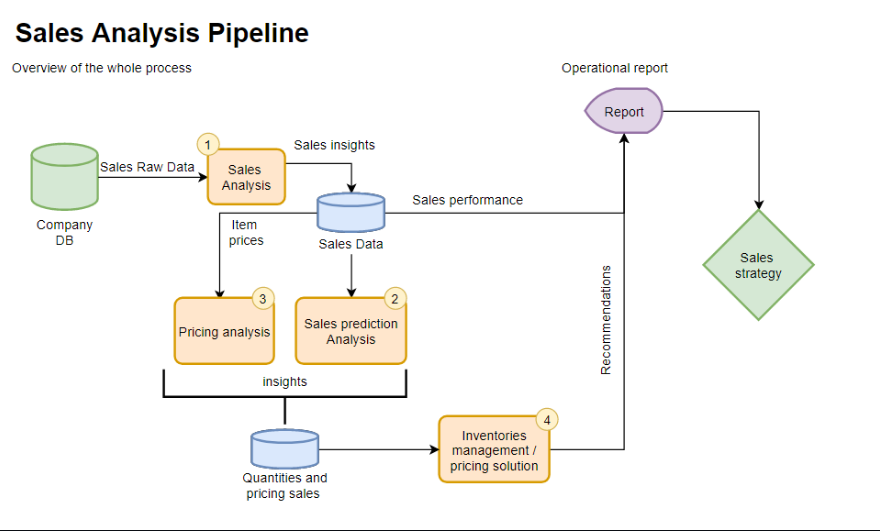 Sales Analysis Pipeline
Overview of the whole process
Operational report
Report
1
Sales insights
Sales Raw Data
Sales
Analysis
Company
DB
Sales performance
Item
prices
Sales Data
Sales
strategy
3
2
Pricing analysis
Sales prediction
Analysis
Recommendations
insights
4
Inventories
management /
pricing solution
Quantities and
pricing sales